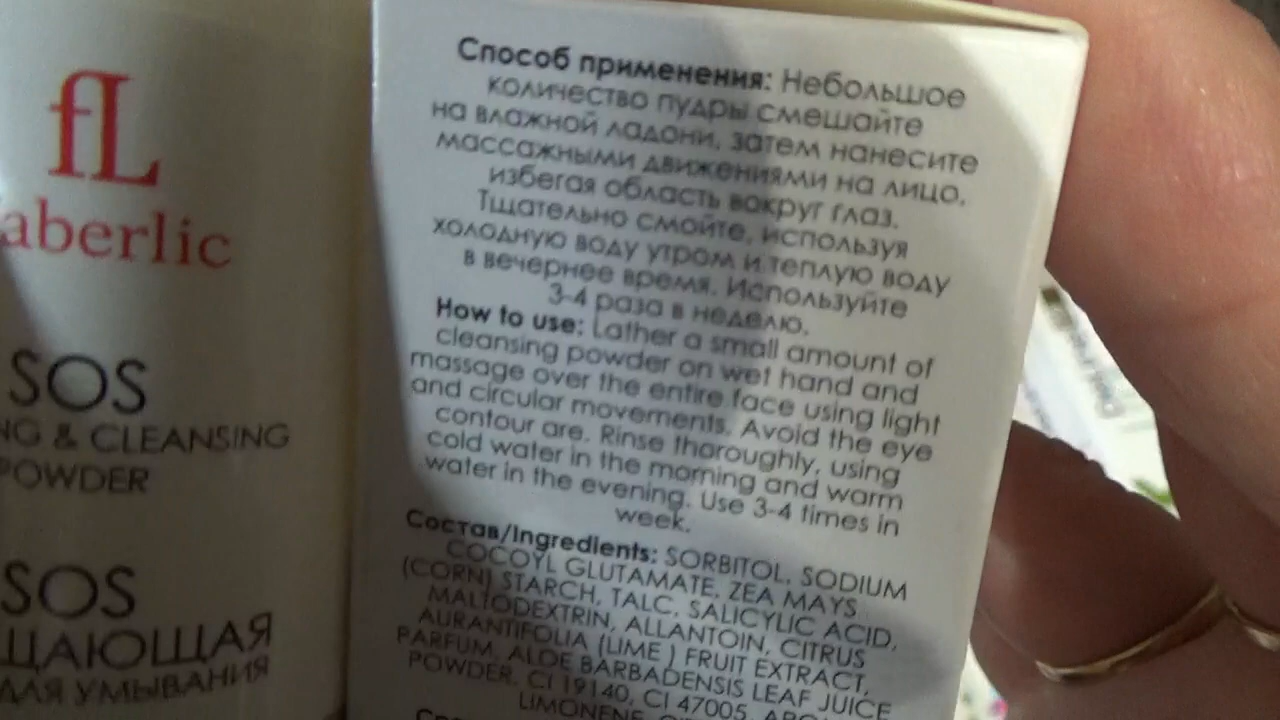 fL
aberlic
SOS
NG & CLEANSING
POWDER
SOS
ЩАЮЩАЯ
ДЛЯ УМЫВАНИЯ
Способ применения: Небольшое
количество пудры смешайте
на влажной ладони, затем нанесите
массажными движениями на лицо,
избегая область вокруг глаз.
Тщательно смойте, используя
холодную воду утром и теплую воду
в вечернее время. Используйте
3-4 раза в неделю.
How to use: Lather a small amount of
cleansing powder on wet hand and
massage over the entire face using light
and circular movements. Avoid the eye
contour are. Rinse thoroughly, using
cold water in the morning and warm
water in the evening. Use 3-4 times in
week.
Состав/Ingredients: SORBITOL, SODIUM
COCOYL GLUTAMATE, ZEA MAYS
(CORN) STARCH, TALC, SALICYLIC ACID,
MALTODEXTRIN, ALLANTOIN, CITRUS
AURANTIFOLIA (LIME ) FRUIT EXTRACT,
PARFUM, ALOE BARBADENSIS LEAF JUICE
POWDER, CI 19140, CI 47005,
LIMONENE,